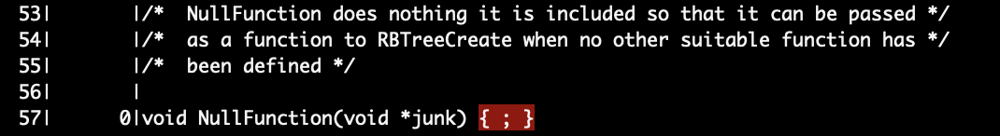 53|       |/*  NullFunction does nothing it is included so that it can be passed */
54|       |/*  as a function to RBTreeCreate when no other suitable function has */
55|       |/*  been defined */
56|       |
57|      0|void NullFunction(void *junk) { ; }